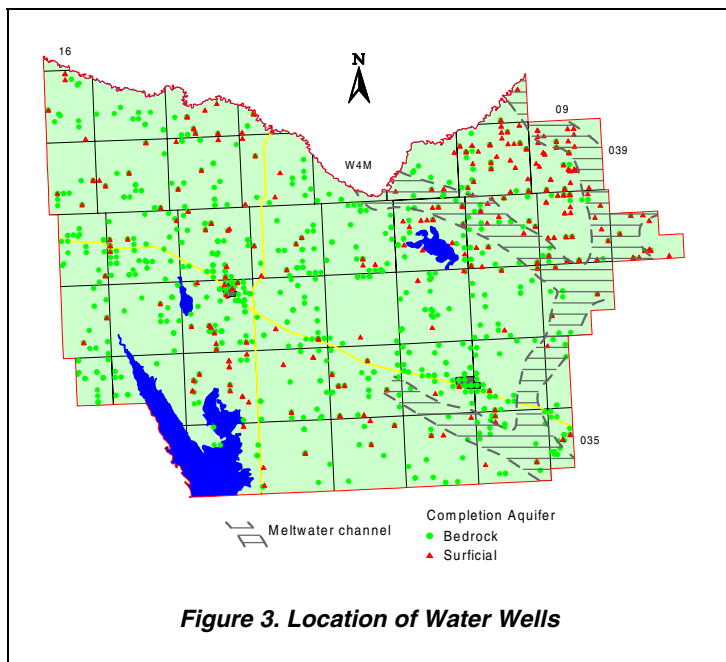 16
N
09
039
W4M
035
Meltwater channel
Completion Aquifer
Bedrock
Surficial
Figure 3. Location of Water Wells